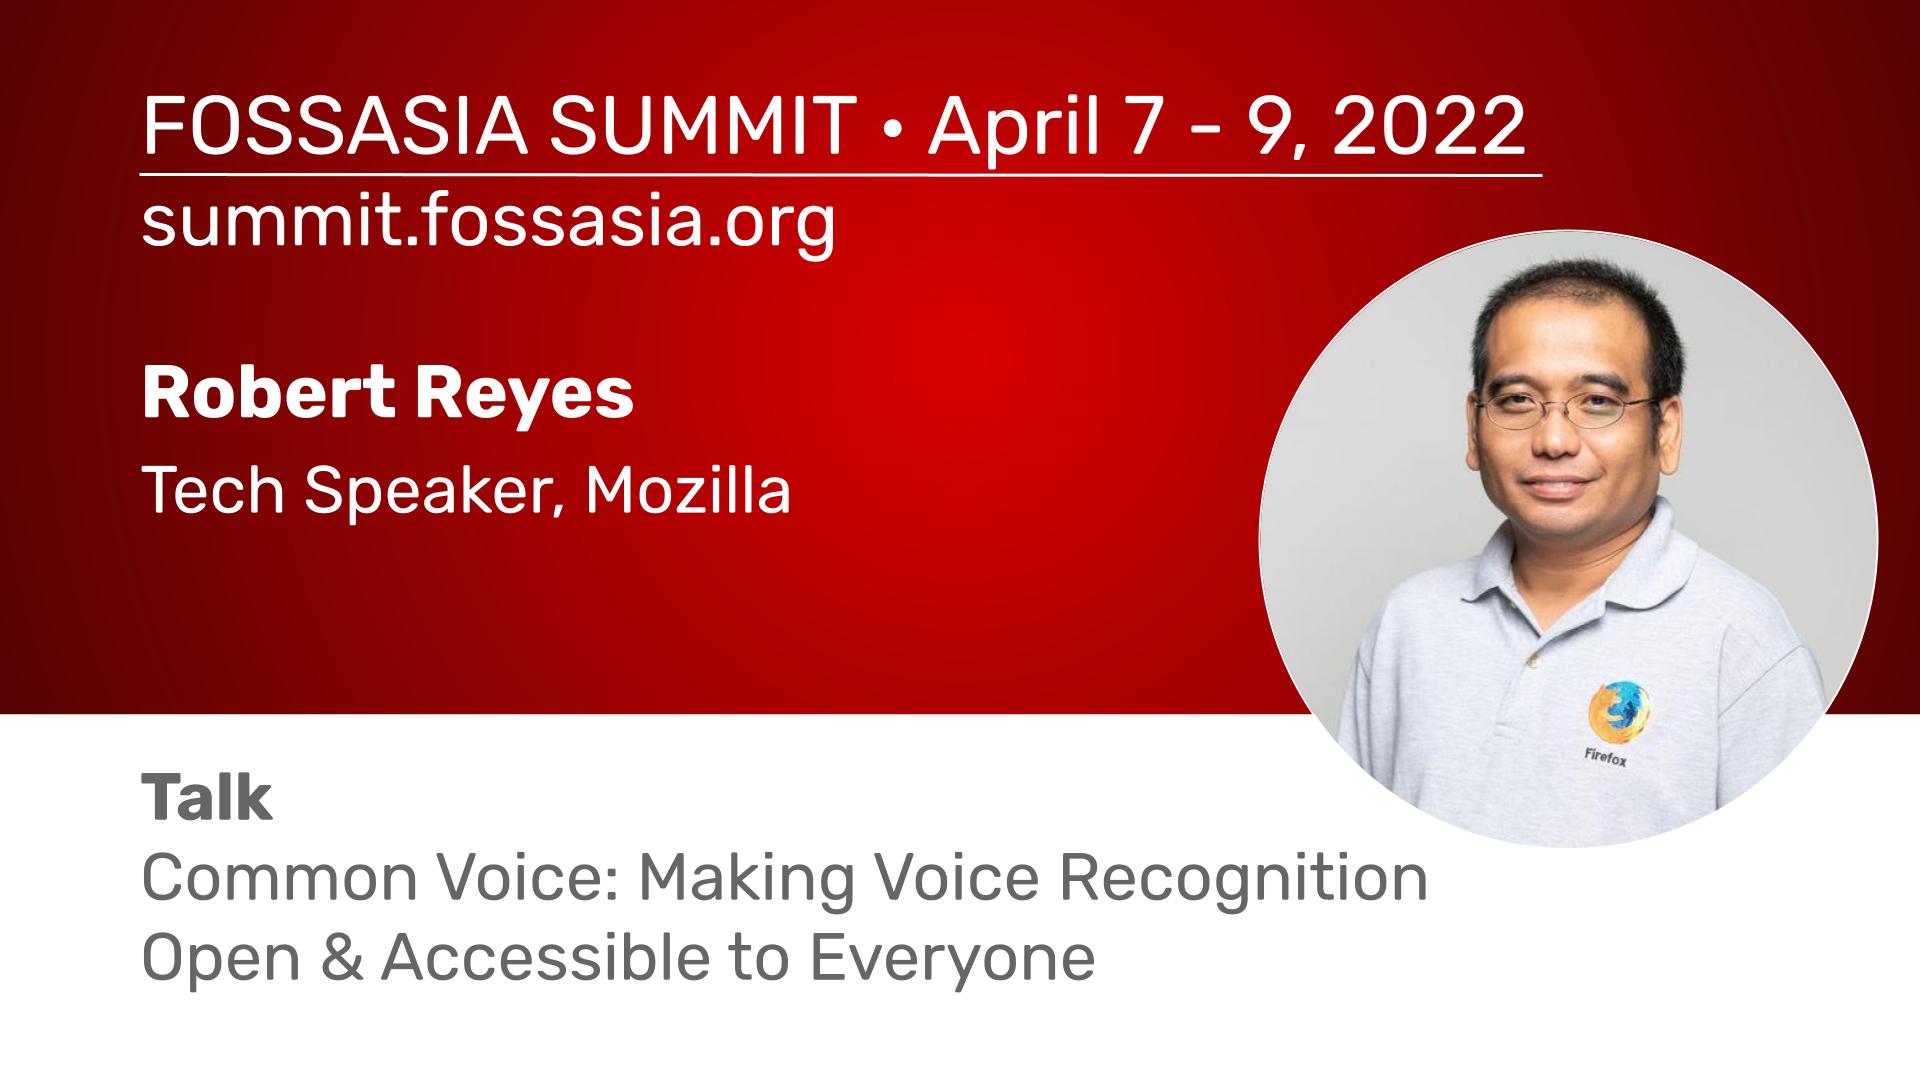 FOSSASIA SUMMIT • April 7 - 9, 2022
summit.fossasia.org
Robert Reyes
Tech Speaker, Mozilla
Firefox
Talk
Common Voice: Making Voice Recognition
Open & Accessible to Everyone